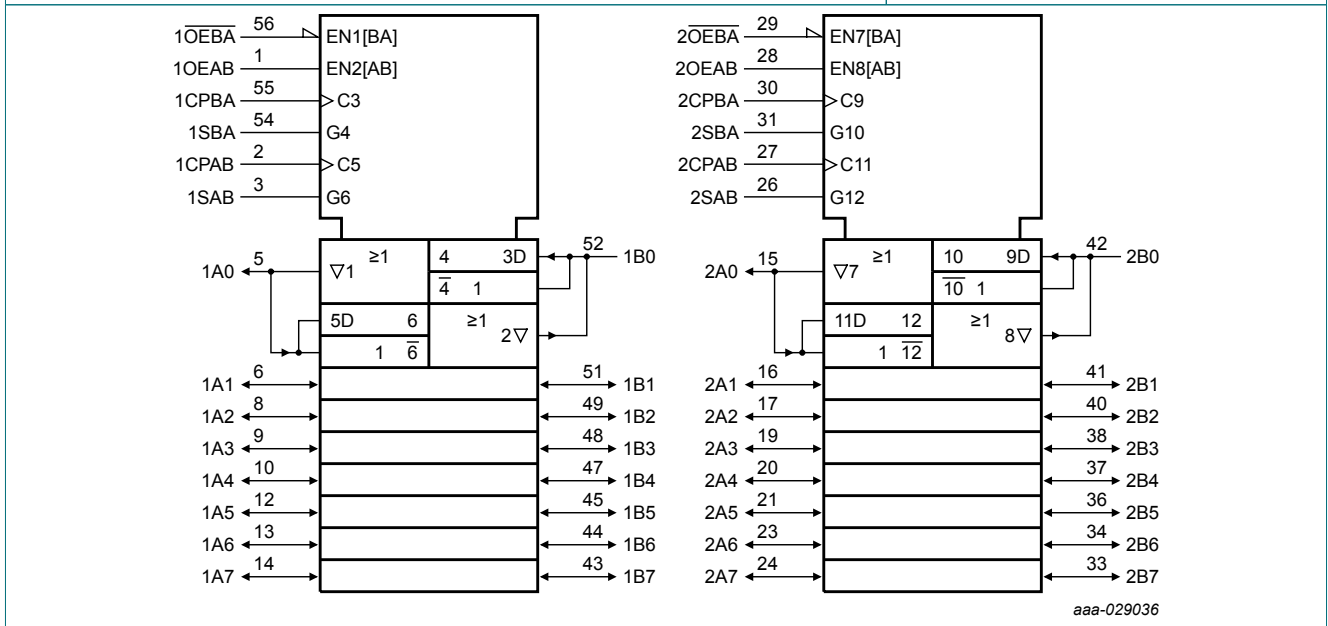 1O̅E̅B̅A̅ 56 EN1[BA]
1OEAB 1 EN2[AB]
1CPBA 55 C3
1SBA 54 G4
1CPAB 2 C5
1SAB 3 G6
1A0 5 ▽1 ≥1 4 3D 52 1B0
4̅ 1
5D 6 ≥1 2▽
1 6̅
1A1 6 51 1B1
1A2 8 49 1B2
1A3 9 48 1B3
1A4 10 47 1B4
1A5 12 45 1B5
1A6 13 44 1B6
1A7 14 43 1B7
2O̅E̅B̅A̅ 29 EN7[BA]
2OEAB 28 EN8[AB]
2CPBA 30 C9
2SBA 31 G10
2CPAB 27 C11
2SAB 26 G12
2A0 15 ▽7 ≥1 10 9D 42 2B0
1̅0̅ 1
11D 12 ≥1 8▽
1 1̅2̅
2A1 16 41 2B1
2A2 17 40 2B2
2A3 19 38 2B3
2A4 20 37 2B4
2A5 21 36 2B5
2A6 23 34 2B6
2A7 24 33 2B7
aaa-029036